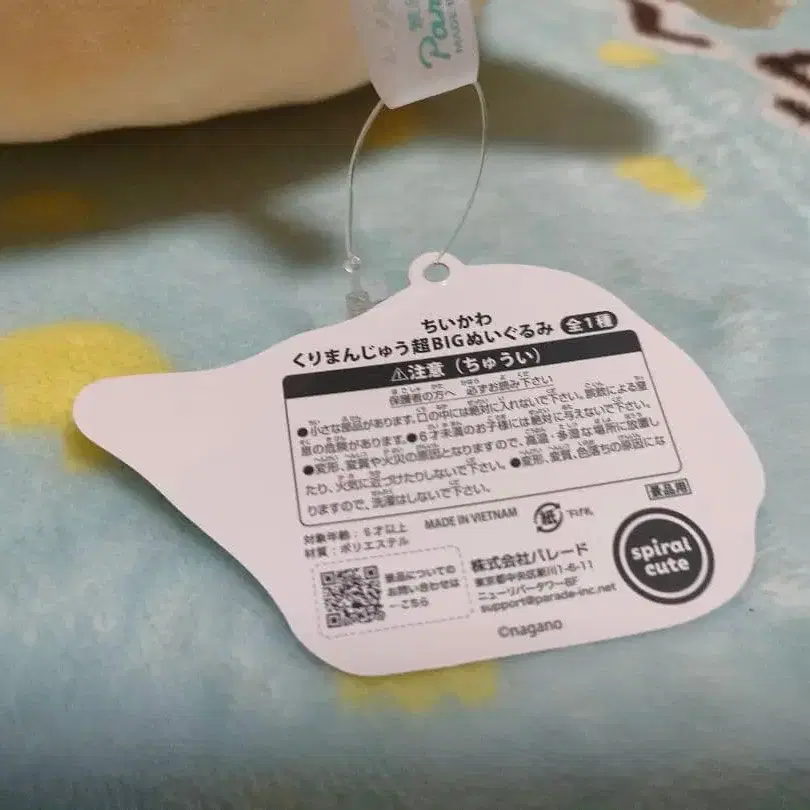 Par
MADE
ちいかわ
くりまんじゅう超BIGぬいぐるみ 全1種
⚠注意（ちゅうい）
保護者の方へ 必ずお読み下さい
●小さな部品があります。口の中には絶対に入れないで下さい。誤飲による窒
息の危険があります。●6才未満のお子様には絶対に与えないで下さい。
●変形、変質や火災の原因となりますので、高温・多湿な場所に放置し
たり、火気に近づけたりしないで下さい。●変形、変質、色落ちの原因にな
りますので、洗濯はしないで下さい。
景品用
対象年齢：6才以上 MADE IN VIETNAM 紙 下げ札
材質：ポリエステル
景品についての
お問い合わせは
←こちら
株式会社パレード
東京都中央区新川1-6-11
ニューリバータワー8F
support@parade-inc.net
spiral
cute
©nagano